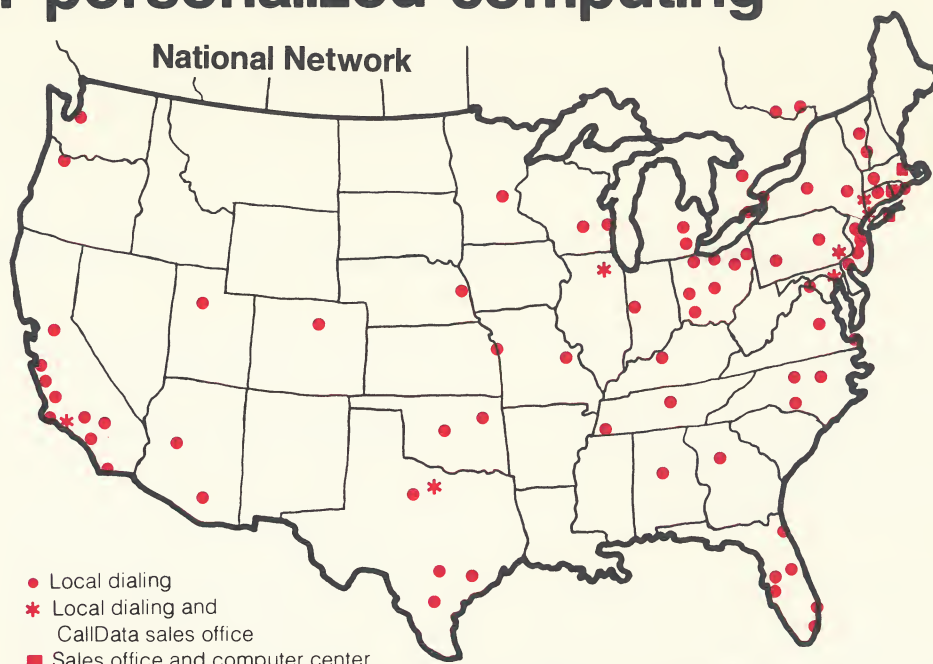 personalized computing
National Network
Local dialing
Local dialing and
CallData sales office
Sales office and computer center